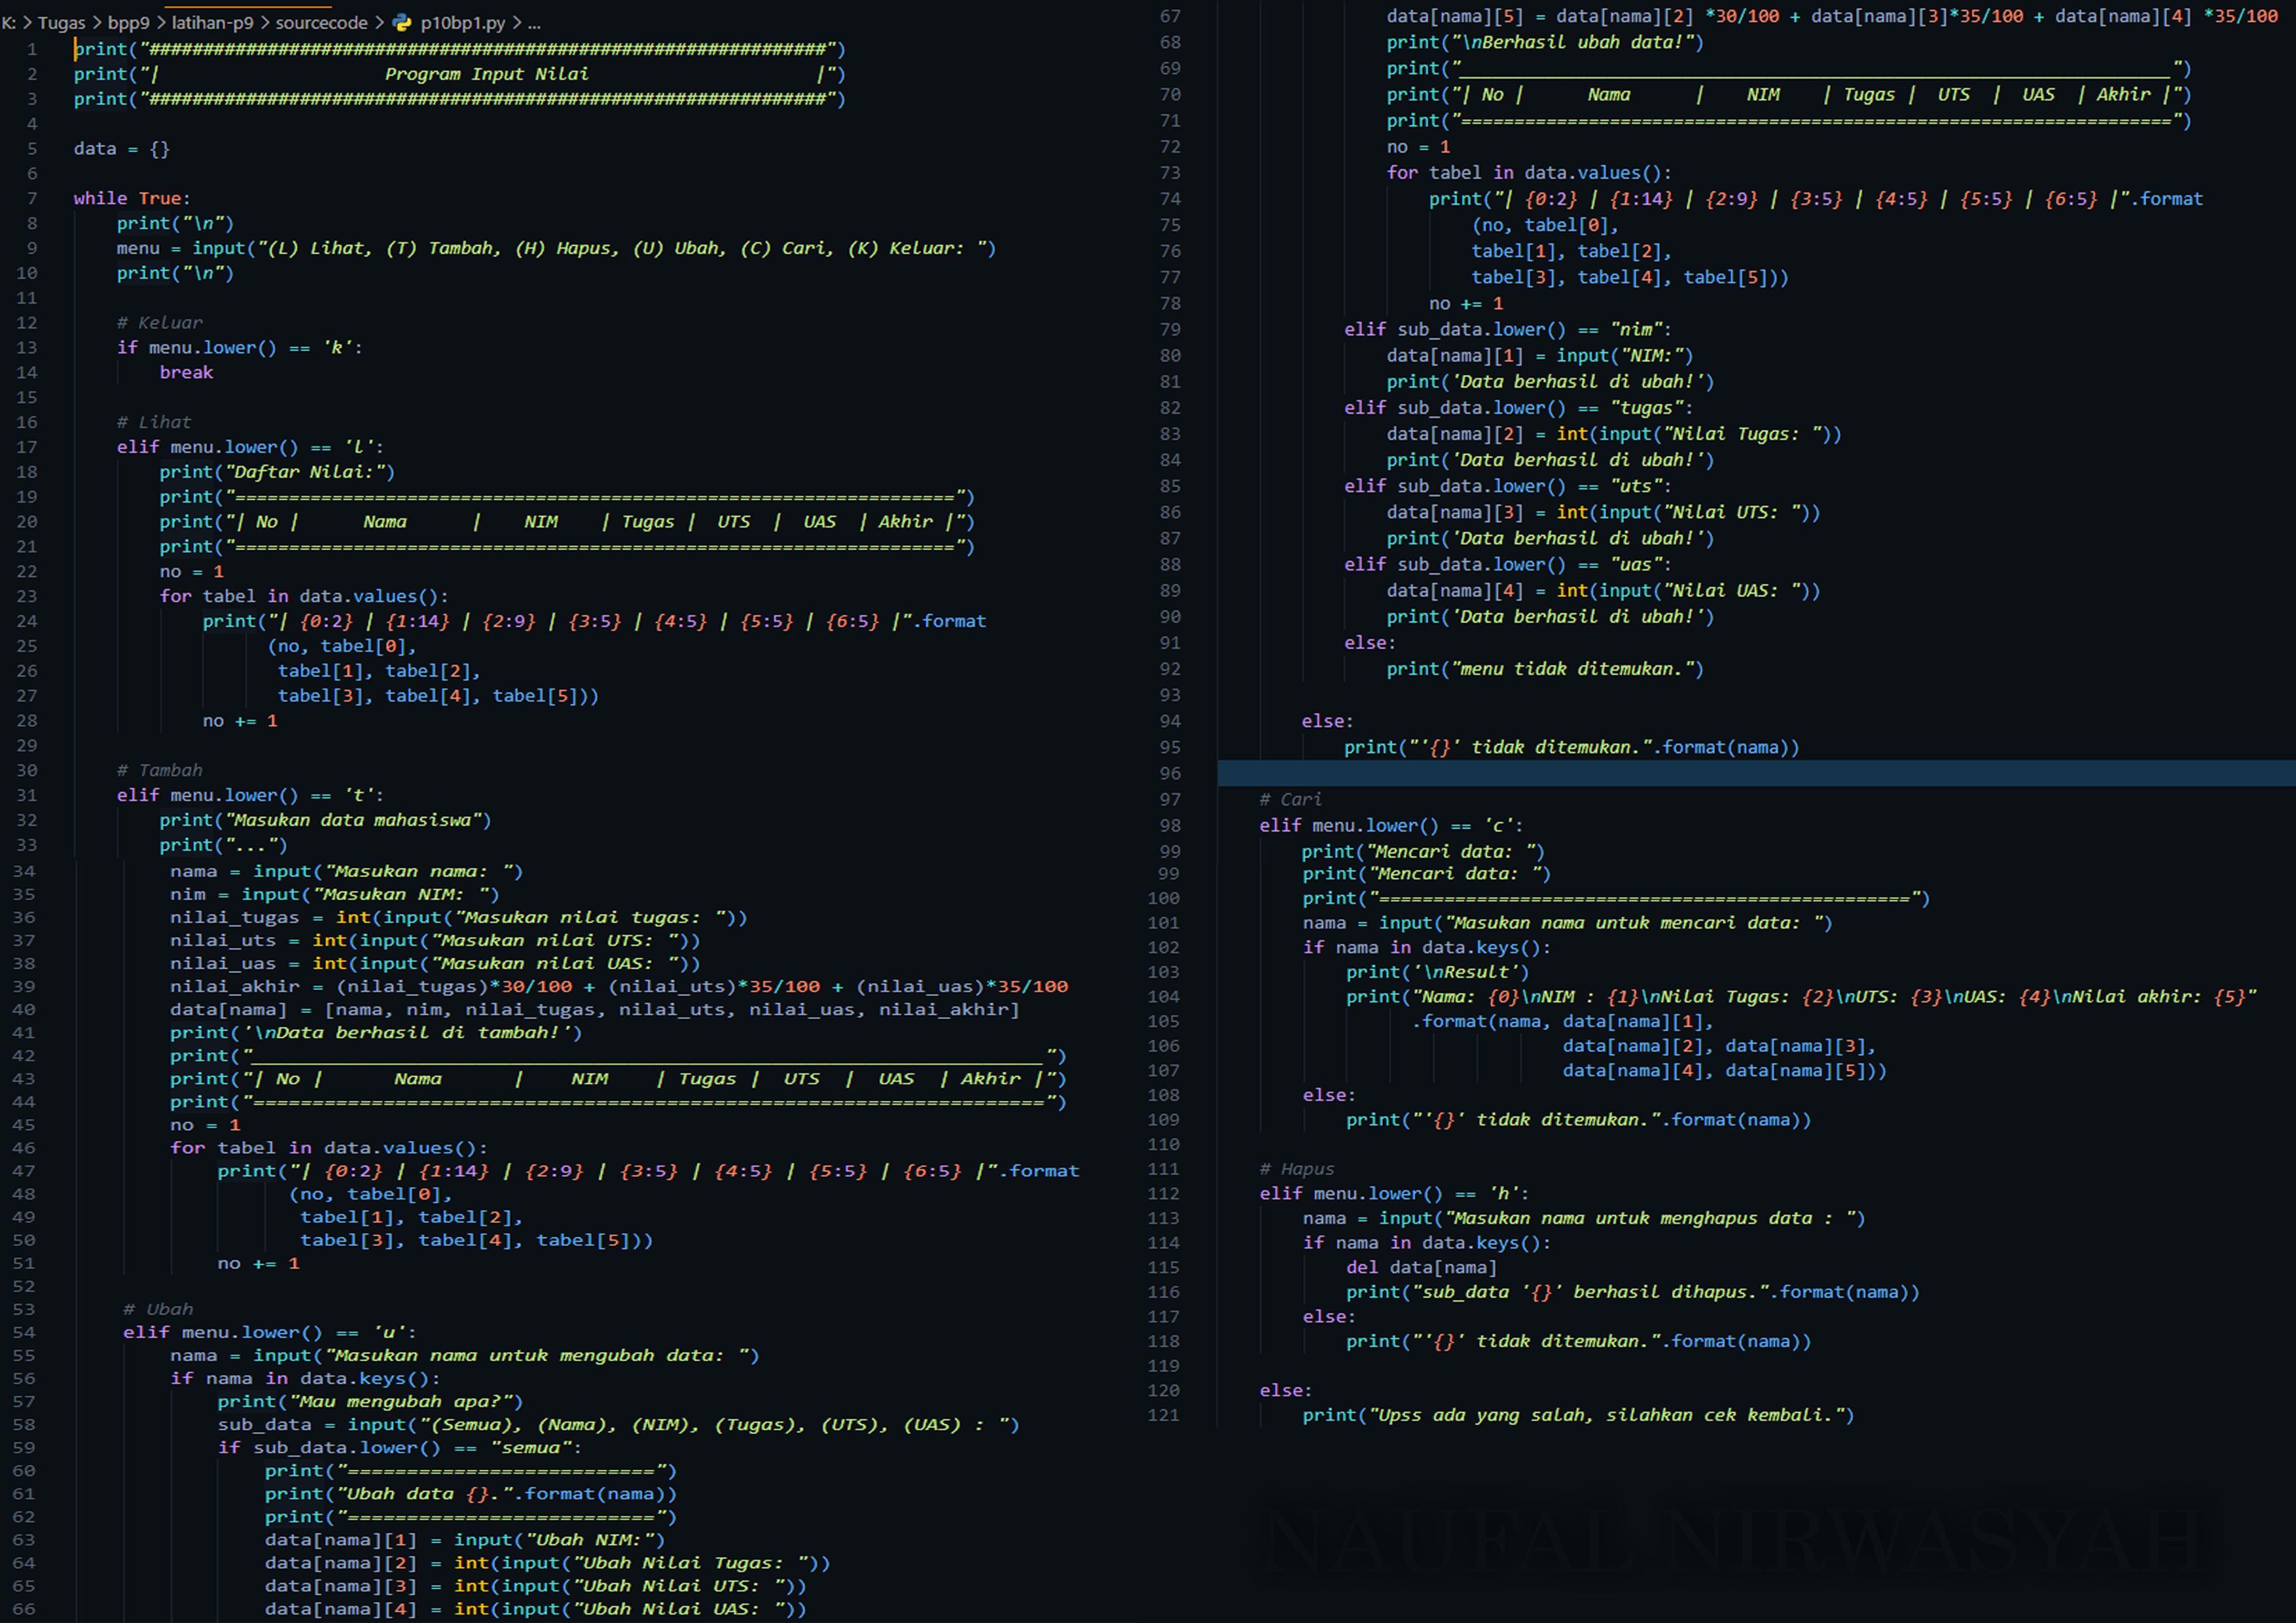 K: > Tugas > bpp9 > latihan-p9 > sourcecode > p10bp1.py > ...
1 print("###############################################################")
2 print("|                     Program Input Nilai                     |")
3 print("###############################################################")
4
5 data = {}
6
7 while True:
8     print("\n")
9     menu = input("(L) Lihat, (T) Tambah, (H) Hapus, (U) Ubah, (C) Cari, (K) Keluar: ")
10     print("\n")
11
12     # Keluar
13     if menu.lower() == 'k':
14         break
15
16     # Lihat
17     elif menu.lower() == 'l':
18         print("Daftar Nilai:")
19         print("===================================================================")
20         print("| No |      Nama      |    NIM    | Tugas |  UTS  |  UAS  | Akhir |")
21         print("===================================================================")
22         no = 1
23         for tabel in data.values():
24             print("| {0:2} | {1:14} | {2:9} | {3:5} | {4:5} | {5:5} | {6:5} |".format
25                   (no, tabel[0],
26                    tabel[1], tabel[2],
27                    tabel[3], tabel[4], tabel[5]))
28             no += 1
29
30     # Tambah
31     elif menu.lower() == 't':
32         print("Masukan data mahasiswa")
33         print("...")
34         nama = input("Masukan nama: ")
35         nim = input("Masukan NIM: ")
36         nilai_tugas = int(input("Masukan nilai tugas: "))
37         nilai_uts = int(input("Masukan nilai UTS: "))
38         nilai_uas = int(input("Masukan nilai UAS: "))
39         nilai_akhir = (nilai_tugas)*30/100 + (nilai_uts)*35/100 + (nilai_uas)*35/100
40         data[nama] = [nama, nim, nilai_tugas, nilai_uts, nilai_uas, nilai_akhir]
41         print('\nData berhasil di tambah!')
42         print("___________________________________________________________________")
43         print("| No |      Nama      |    NIM    | Tugas |  UTS  |  UAS  | Akhir |")
44         print("===================================================================")
45         no = 1
46         for tabel in data.values():
47             print("| {0:2} | {1:14} | {2:9} | {3:5} | {4:5} | {5:5} | {6:5} |".format
48                   (no, tabel[0],
49                    tabel[1], tabel[2],
50                    tabel[3], tabel[4], tabel[5]))
51             no += 1
52
53     # Ubah
54     elif menu.lower() == 'u':
55         nama = input("Masukan nama untuk mengubah data: ")
56         if nama in data.keys():
57             print("Mau mengubah apa?")
58             sub_data = input("(Semua), (Nama), (NIM), (Tugas), (UTS), (UAS) : ")
59             if sub_data.lower() == "semua":
60                 print("==========================")
61                 print("Ubah data {}.".format(nama))
62                 print("==========================")
63                 data[nama][1] = input("Ubah NIM:")
64                 data[nama][2] = int(input("Ubah Nilai Tugas: "))
65                 data[nama][3] = int(input("Ubah Nilai UTS: "))
66                 data[nama][4] = int(input("Ubah Nilai UAS: "))
67                 data[nama][5] = data[nama][2] *30/100 + data[nama][3]*35/100 + data[nama][4] *35/100
68                 print("\nBerhasil ubah data!")
69                 print("___________________________________________________________________")
70                 print("| No |      Nama      |    NIM    | Tugas |  UTS  |  UAS  | Akhir |")
71                 print("===================================================================")
72                 no = 1
73                 for tabel in data.values():
74                     print("| {0:2} | {1:14} | {2:9} | {3:5} | {4:5} | {5:5} | {6:5} |".format
75                         (no, tabel[0],
76                         tabel[1], tabel[2],
77                         tabel[3], tabel[4], tabel[5]))
78                     no += 1
79             elif sub_data.lower() == "nim":
80                 data[nama][1] = input("NIM:")
81                 print('Data berhasil di ubah!')
82             elif sub_data.lower() == "tugas":
83                 data[nama][2] = int(input("Nilai Tugas: "))
84                 print('Data berhasil di ubah!')
85             elif sub_data.lower() == "uts":
86                 data[nama][3] = int(input("Nilai UTS: "))
87                 print('Data berhasil di ubah!')
88             elif sub_data.lower() == "uas":
89                 data[nama][4] = int(input("Nilai UAS: "))
90                 print('Data berhasil di ubah!')
91             else:
92                 print("menu tidak ditemukan.")
93
94         else:
95             print("'{}' tidak ditemukan.".format(nama))
96
97     # Cari
98     elif menu.lower() == 'c':
99         print("Mencari data: ")
99         print("Mencari data: ")
100         print("=================================================")
101         nama = input("Masukan nama untuk mencari data: ")
102         if nama in data.keys():
103             print('\nResult')
104             print("Nama: {0}\nNIM : {1}\nNilai Tugas: {2}\nUTS: {3}\nUAS: {4}\nNilai akhir: {5}"
105                   .format(nama, data[nama][1],
106                                 data[nama][2], data[nama][3],
107                                 data[nama][4], data[nama][5]))
108         else:
109             print("'{}' tidak ditemukan.".format(nama))
110
111     # Hapus
112     elif menu.lower() == 'h':
113         nama = input("Masukan nama untuk menghapus data : ")
114         if nama in data.keys():
115             del data[nama]
116             print("sub_data '{}' berhasil dihapus.".format(nama))
117         else:
118             print("'{}' tidak ditemukan.".format(nama))
119
120     else:
121         print("Upss ada yang salah, silahkan cek kembali.")
NAUFAL NIRWASYAH